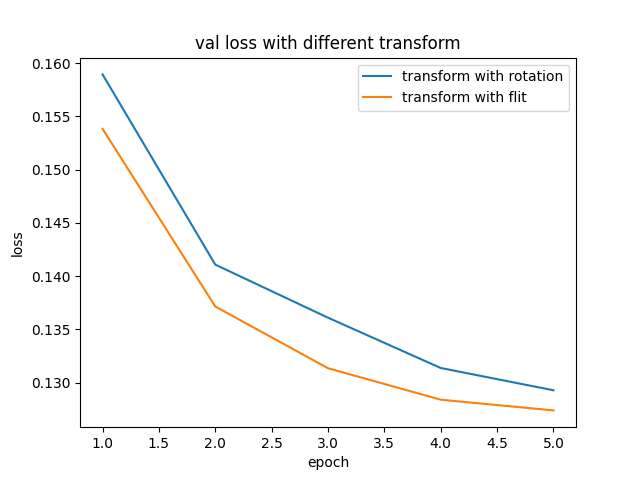 val loss with different transform
transform with rotation
transform with flit
0.160
0.155
0.150
0.145
0.140
0.135
0.130
loss
1.0 1.5 2.0 2.5 3.0 3.5 4.0 4.5 5.0
epoch